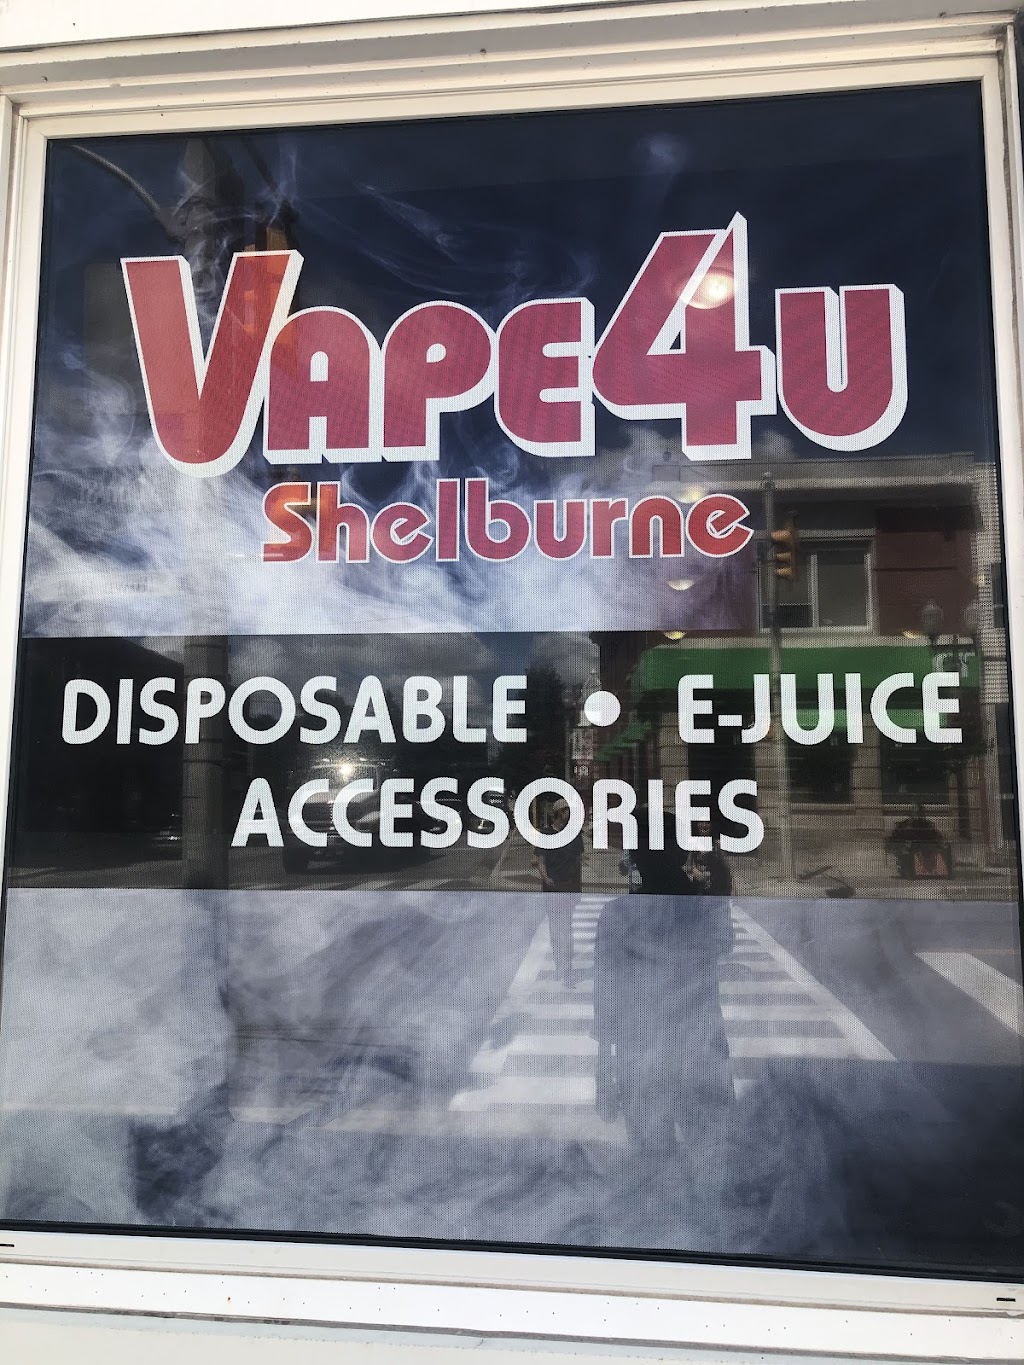 VAPE4U
Shelburne
DISPOSABLE • E-JUICE
ACCESSORIES